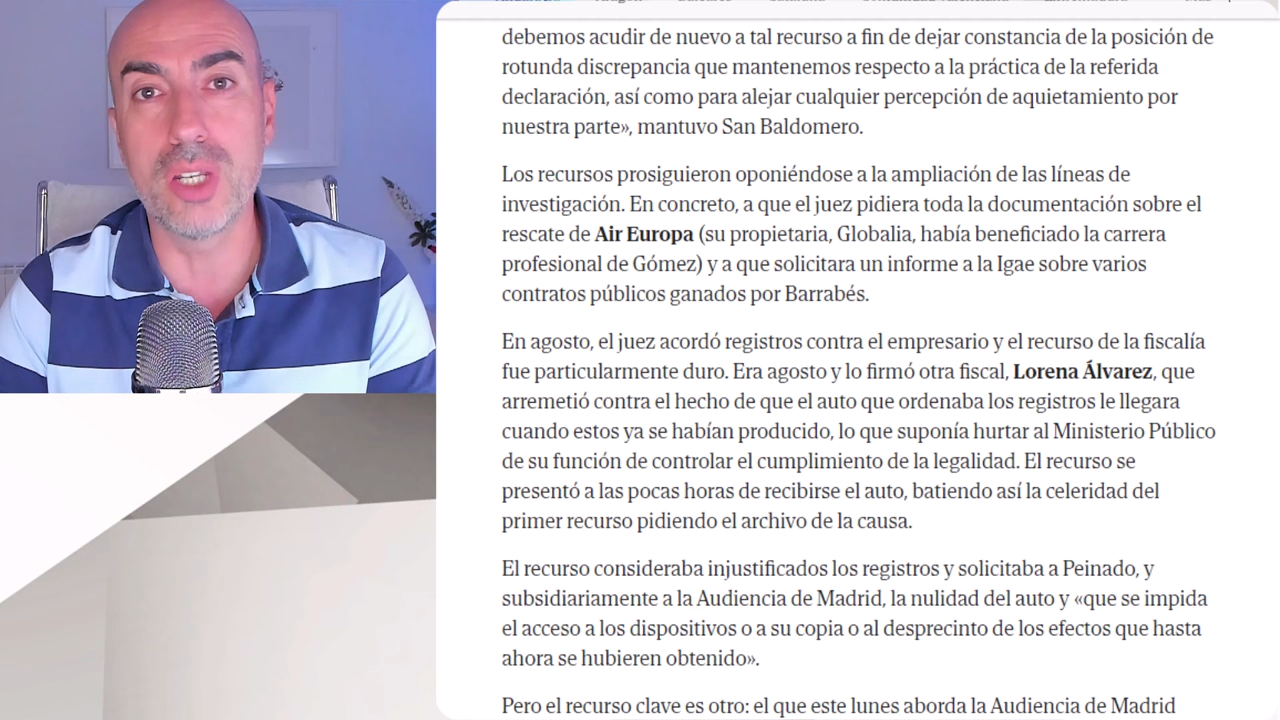 debemos acudir de nuevo a tal recurso a fin de dejar constancia de la posición de
rotunda discrepancia que mantenemos respecto a la práctica de la referida
declaración, así como para alejar cualquier percepción de aquietamiento por
nuestra parte», mantuvo San Baldomero.
Los recursos prosiguieron oponiéndose a la ampliación de las líneas de
investigación. En concreto, a que el juez pidiera toda la documentación sobre el
rescate de Air Europa (su propietaria, Globalia, había beneficiado la carrera
profesional de Gómez) y a que solicitara un informe a la Igae sobre varios
contratos públicos ganados por Barrabés.
En agosto, el juez acordó registros contra el empresario y el recurso de la fiscalía
fue particularmente duro. Era agosto y lo firmó otra fiscal, Lorena Álvarez, que
arremetió contra el hecho de que el auto que ordenaba los registros le llegara
cuando estos ya se habían producido, lo que suponía hurtar al Ministerio Público
de su función de controlar el cumplimiento de la legalidad. El recurso se
presentó a las pocas horas de recibirse el auto, batiendo así la celeridad del
primer recurso pidiendo el archivo de la causa.
El recurso consideraba injustificados los registros y solicitaba a Peinado, y
subsidiariamente a la Audiencia de Madrid, la nulidad del auto y «que se impida
el acceso a los dispositivos o a su copia o al desprecinto de los efectos que hasta
ahora se hubieren obtenido».
Pero el recurso clave es otro: el que este lunes aborda la Audiencia de Madrid